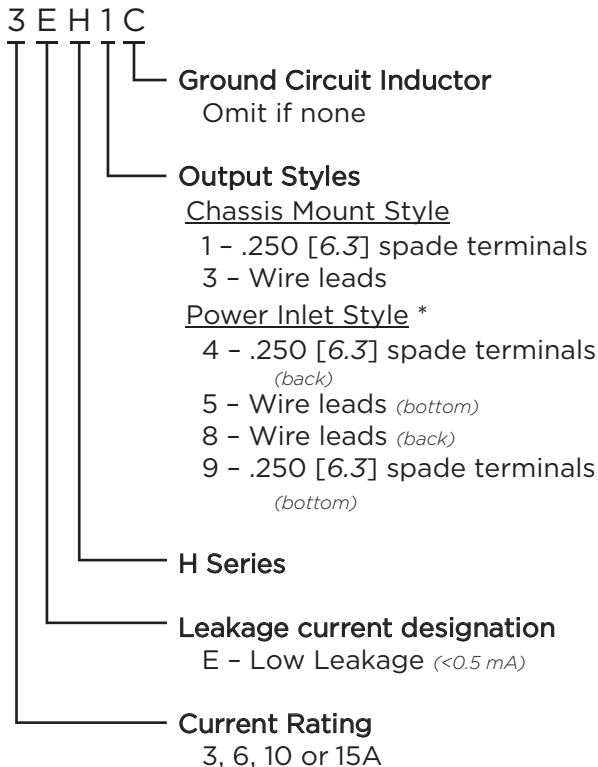 3 E H 1 C
Ground Circuit Inductor
Omit if none
Output Styles
Chassis Mount Style
1 – .250 [6.3] spade terminals
3 – Wire leads
Power Inlet Style *
4 – .250 [6.3] spade terminals
(back)
5 – Wire leads (bottom)
8 – Wire leads (back)
9 – .250 [6.3] spade terminals
(bottom)
H Series
Leakage current designation
E – Low Leakage (<0.5 mA)
Current Rating
3, 6, 10 or 15A